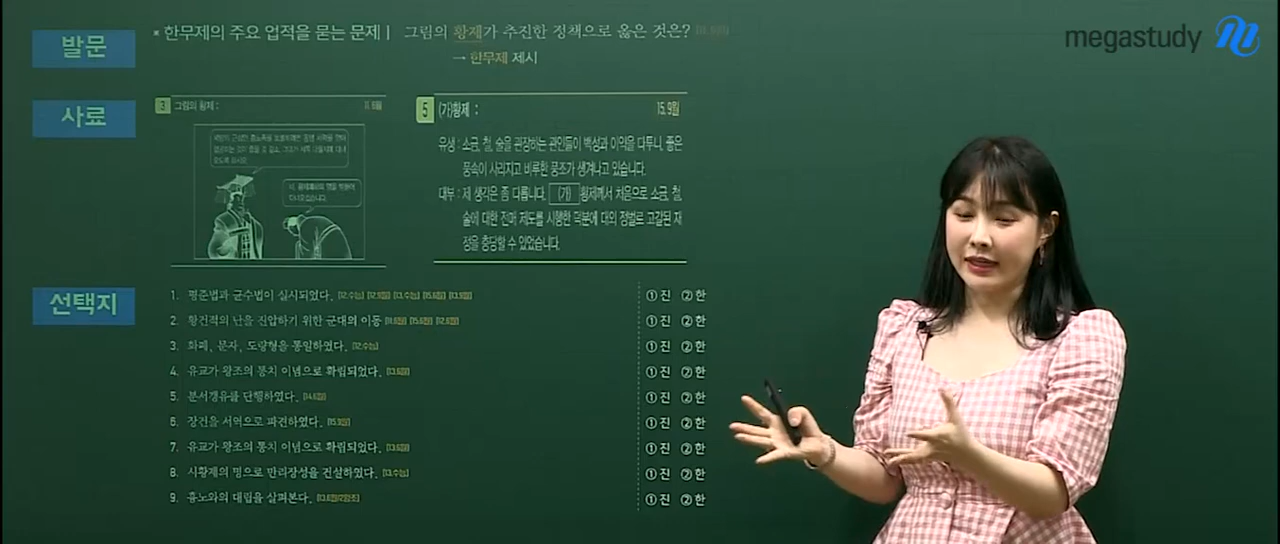 발문
* 한무제의 주요 업적을 묻는 문제 | 그림의 황제가 추진한 정책으로 옳은 것은?
→ 한무제 제시
megastudy
사료
3 그림의 황제 :
5 (가)황제 : 15. 9월
유생 : 소금, 철, 술을 관장하는 관인들이 백성과 이익을 다투니, 좋은
풍속이 사라지고 비루한 풍조가 생겨나고 있습니다.
대부 : 제 생각은 좀 다릅니다. (가) 황제께서 처음으로 소금, 철,
술에 대한 전매 제도를 시행한 덕분에 대외 정벌로 고갈된 재
정을 충당할 수 있었습니다.
선택지
1. 평준법과 균수법이 실시되었다. ①진 ②한
2. 황건적의 난을 진압하기 위한 군대의 이동 ①진 ②한
3. 화폐, 문자, 도량형을 통일하였다. [12.수능] ①진 ②한
4. 유교가 왕조의 통치 이념으로 확립되었다. ①진 ②한
5. 분서갱유를 단행하였다. ①진 ②한
6. 장건을 서역으로 파견하였다. ①진 ②한
7. 유교가 왕조의 통치 이념으로 확립되었다. ①진 ②한
8. 시황제의 명으로 만리장성을 건설하였다. [13.수능] ①진 ②한
9. 흉노와의 대립을 살펴본다. ①진 ②한